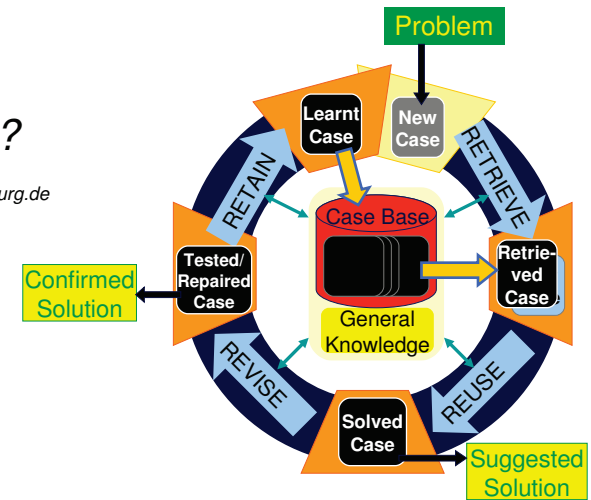 Problem
Learnt
Case
New
Case
?
urg.de
RETAIN
RETRIEVE
Case Base
Tested/
Repaired
Case
Retrie-
ved
Case
Confirmed
Solution
General
Knowledge
REVISE
REUSE
Solved
Case
Suggested
Solution